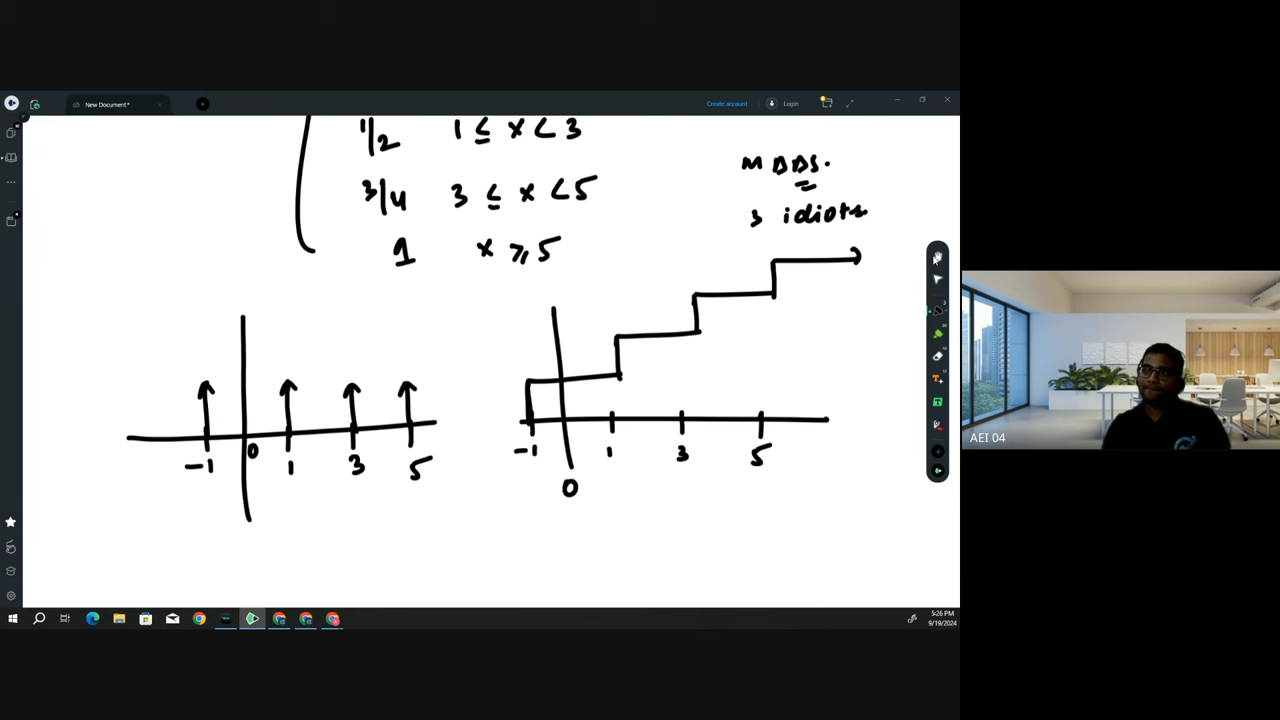 New Document*
Create account
Login
1/2 1 ≤ x < 3
3/4 3 ≤ x < 5
1 x ≥ 5
3 idiots
-1 0 1 3 5
-1 1 3 5
0
AEI 04
5:26 PM
9/19/2024